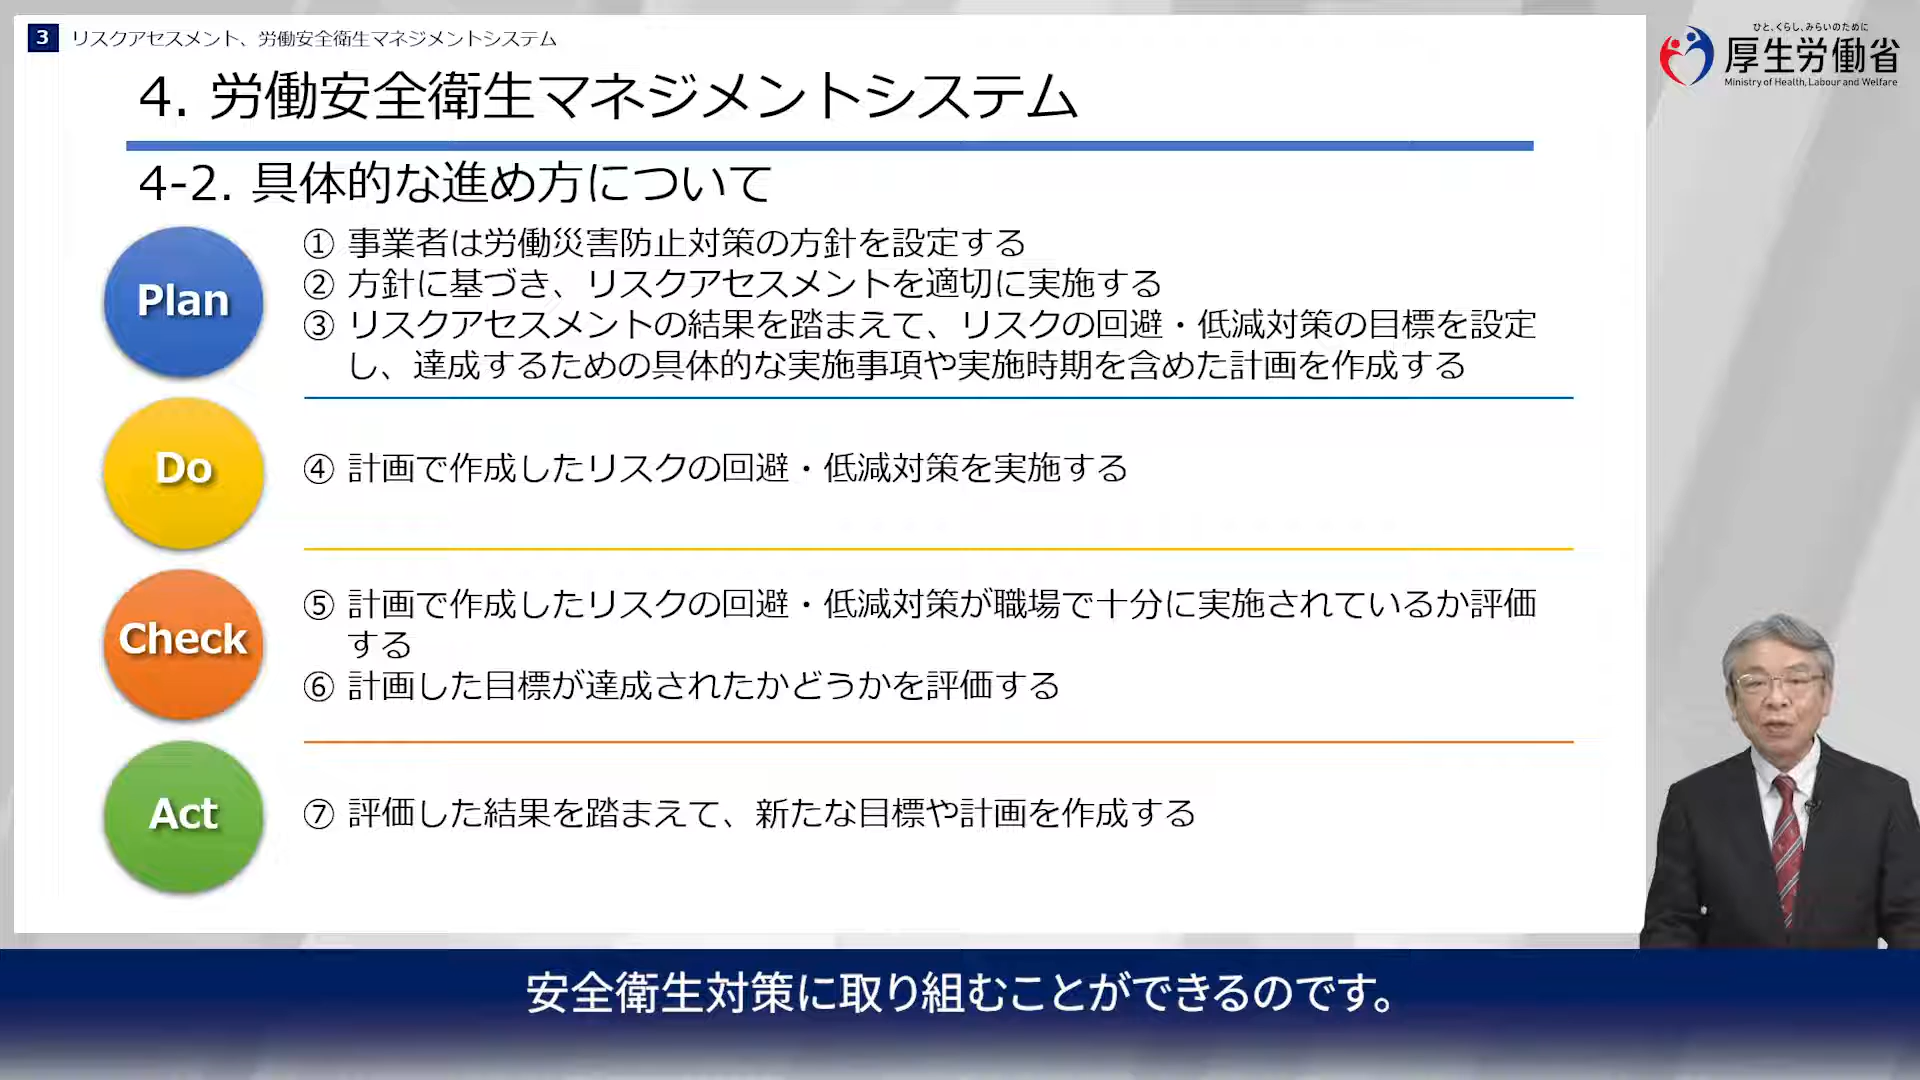 3 リスクアセスメント、労働安全衛生マネジメントシステム
ひと、くらし、みらいのために
厚生労働省
Ministry of Health, Labour and Welfare
4. 労働安全衛生マネジメントシステム
4-2. 具体的な進め方について
Plan
① 事業者は労働災害防止対策の方針を設定する
② 方針に基づき、リスクアセスメントを適切に実施する
③ リスクアセスメントの結果を踏まえて、リスクの回避・低減対策の目標を設定
し、達成するための具体的な実施事項や実施時期を含めた計画を作成する
Do
④ 計画で作成したリスクの回避・低減対策を実施する
Check
⑤ 計画で作成したリスクの回避・低減対策が職場で十分に実施されているか評価
する
⑥ 計画した目標が達成されたかどうかを評価する
Act
⑦ 評価した結果を踏まえて、新たな目標や計画を作成する
安全衛生対策に取り組むことができるのです。